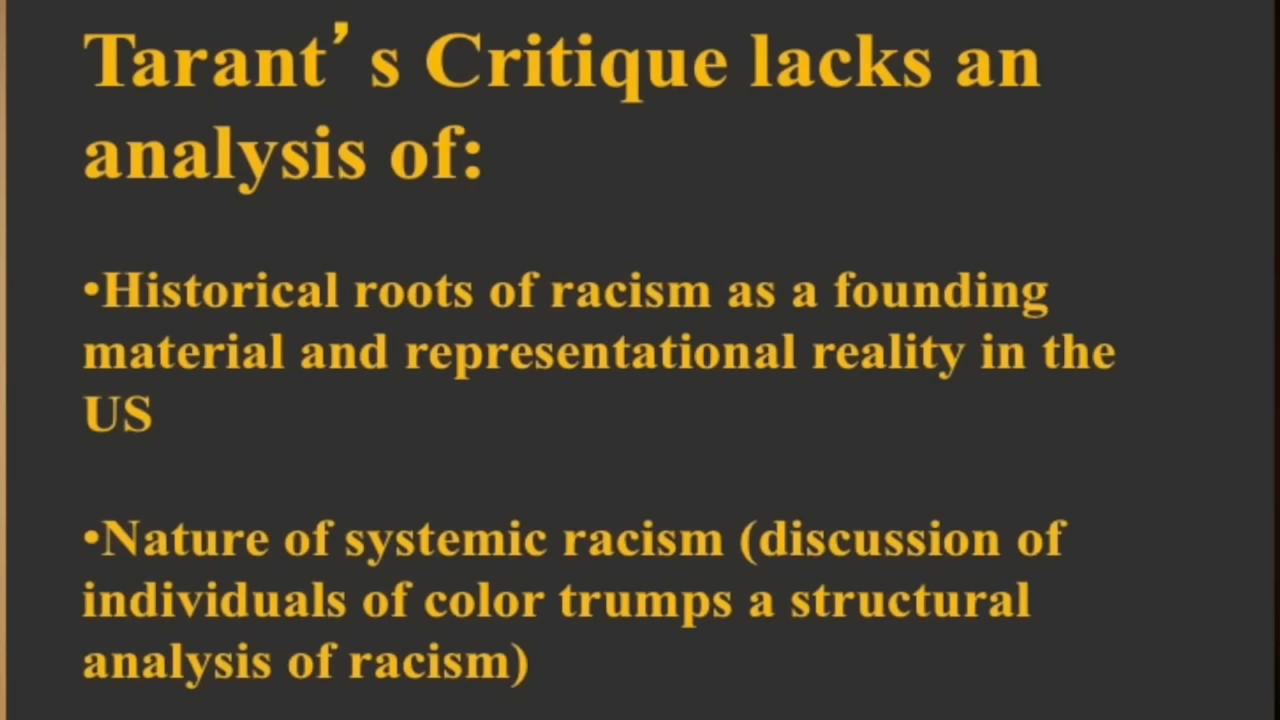 Tarant’s Critique lacks an
analysis of:
•Historical roots of racism as a founding
material and representational reality in the
US
•Nature of systemic racism (discussion of
individuals of color trumps a structural
analysis of racism)